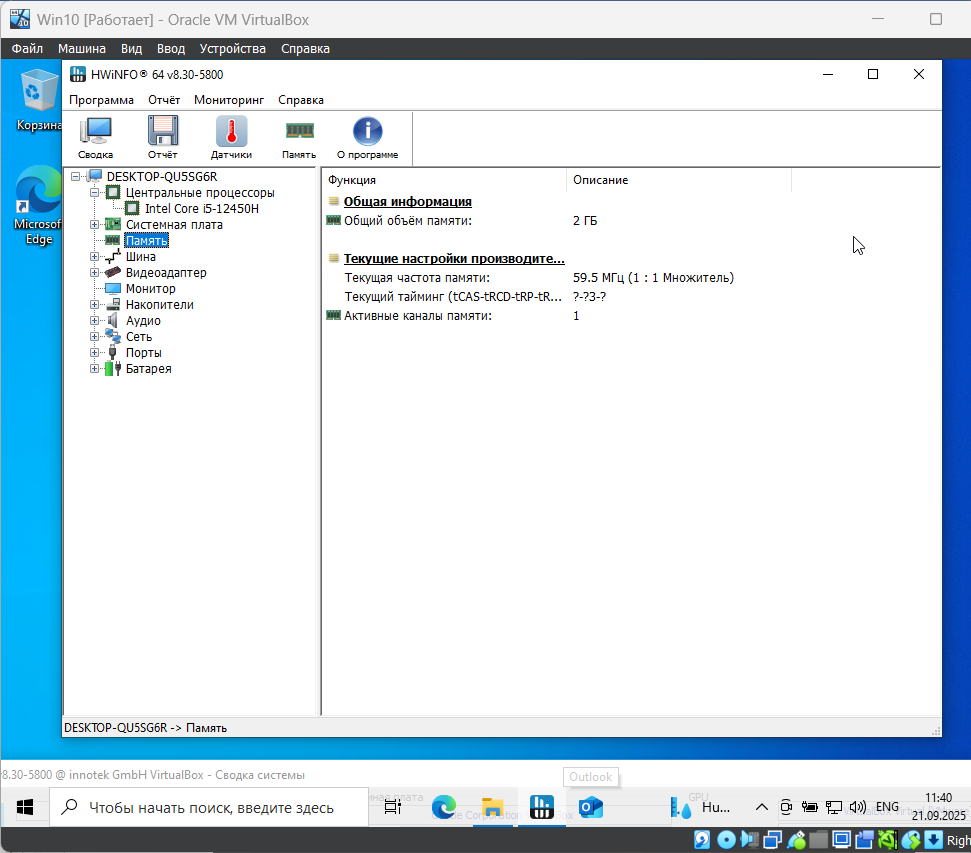 Win10 [Работает] - Oracle VM VirtualBox
Файл Машина Вид Ввод Устройства Справка
HWiNFO® 64 v8.30-5800
Программа Отчёт Мониторинг Справка
Сводка Отчёт Датчики Память О программе
Корзина
Microsof
Edge
DESKTOP-QU5SG6R
Центральные процессоры
Intel Core i5-12450H
Системная плата
Память
Шина
Видеоадаптер
Монитор
Накопители
Аудио
Сеть
Порты
Батарея
Функция Описание
Общая информация
Общий объём памяти: 2 ГБ
Текущие настройки производите...
Текущая частота памяти: 59.5 МГц (1 : 1 Множитель)
Текущий тайминг (tCAS-tRCD-tRP-tR... ?-?3-?
Активные каналы памяти: 1
DESKTOP-QU5SG6R -> Память
v8.30-5800 @ innotek GmbH VirtualBox - Сводка системы
Outlook
Чтобы начать поиск, введите здесь
Hu...
GPU
ENG
11:40
21.09.2025
Righ